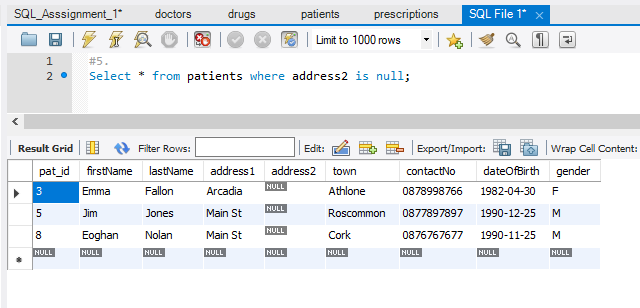 SQL_Asssignment_1* doctors drugs patients prescriptions SQL File 1*
Limit to 1000 rows
1 #5.
2 Select * from patients where address2 is null;
Result Grid Filter Rows: Edit: Export/Import: Wrap Cell Content:
pat_id firstName lastName address1 address2 town contactNo dateOfBirth gender
3 Emma Fallon Arcadia NULL Athlone 0878998766 1982-04-30 F
5 Jim Jones Main St NULL Roscommon 0877897897 1990-12-25 M
8 Eoghan Nolan Main St NULL Cork 0876767677 1990-11-25 M
NULL NULL NULL NULL NULL NULL NULL NULL NULL